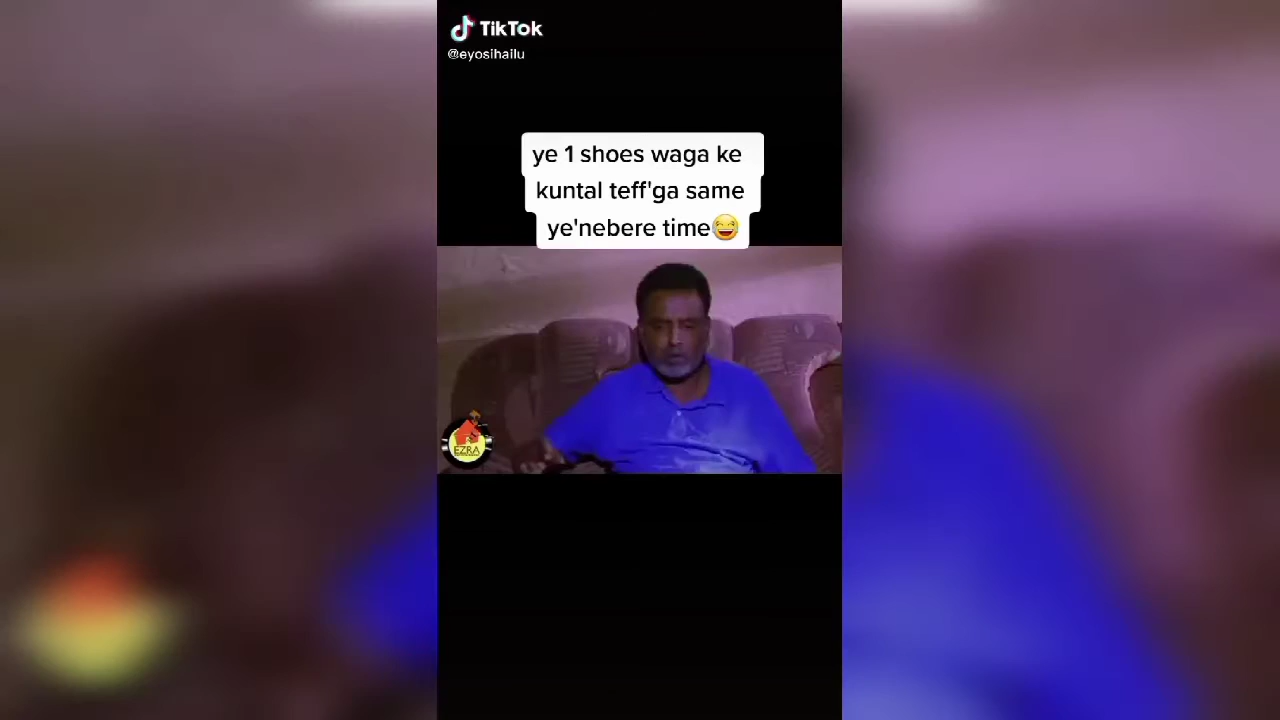 TikTok
@eyosihailu
ye 1 shoes waga ke
kuntal teff'ga same
ye'nebere time😂
EZRA